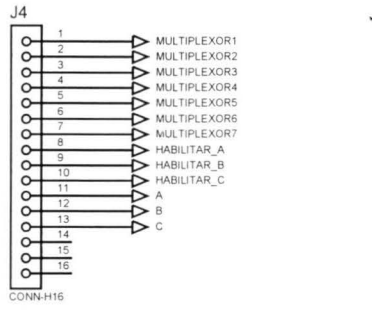 J4
1 MULTIPLEXOR1
2 MULTIPLEXOR2
3 MULTIPLEXOR3
4 MULTIPLEXOR4
5 MULTIPLEXOR5
6 MULTIPLEXOR6
7 MULTIPLEXOR7
8 HABILITAR_A
9 HABILITAR_B
10 HABILITAR_C
11 A
12 B
13 C
14
15
16
CONN-H16